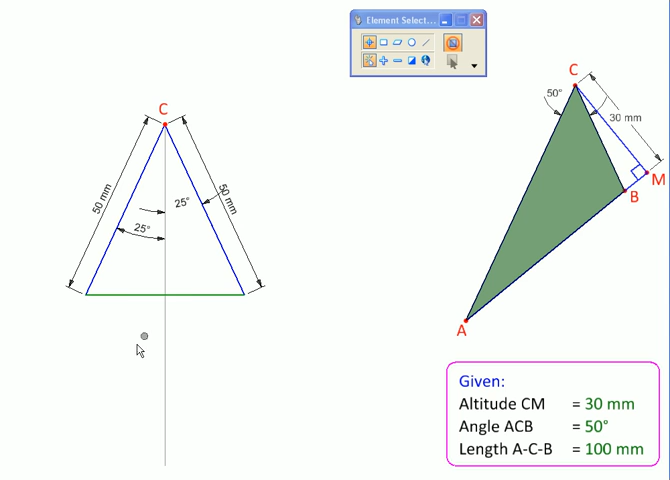 Element Select...
C
50 mm
50 mm
25°
25°
C
50°
30 mm
M
B
A
Given:
Altitude CM = 30 mm
Angle ACB = 50°
Length A-C-B = 100 mm